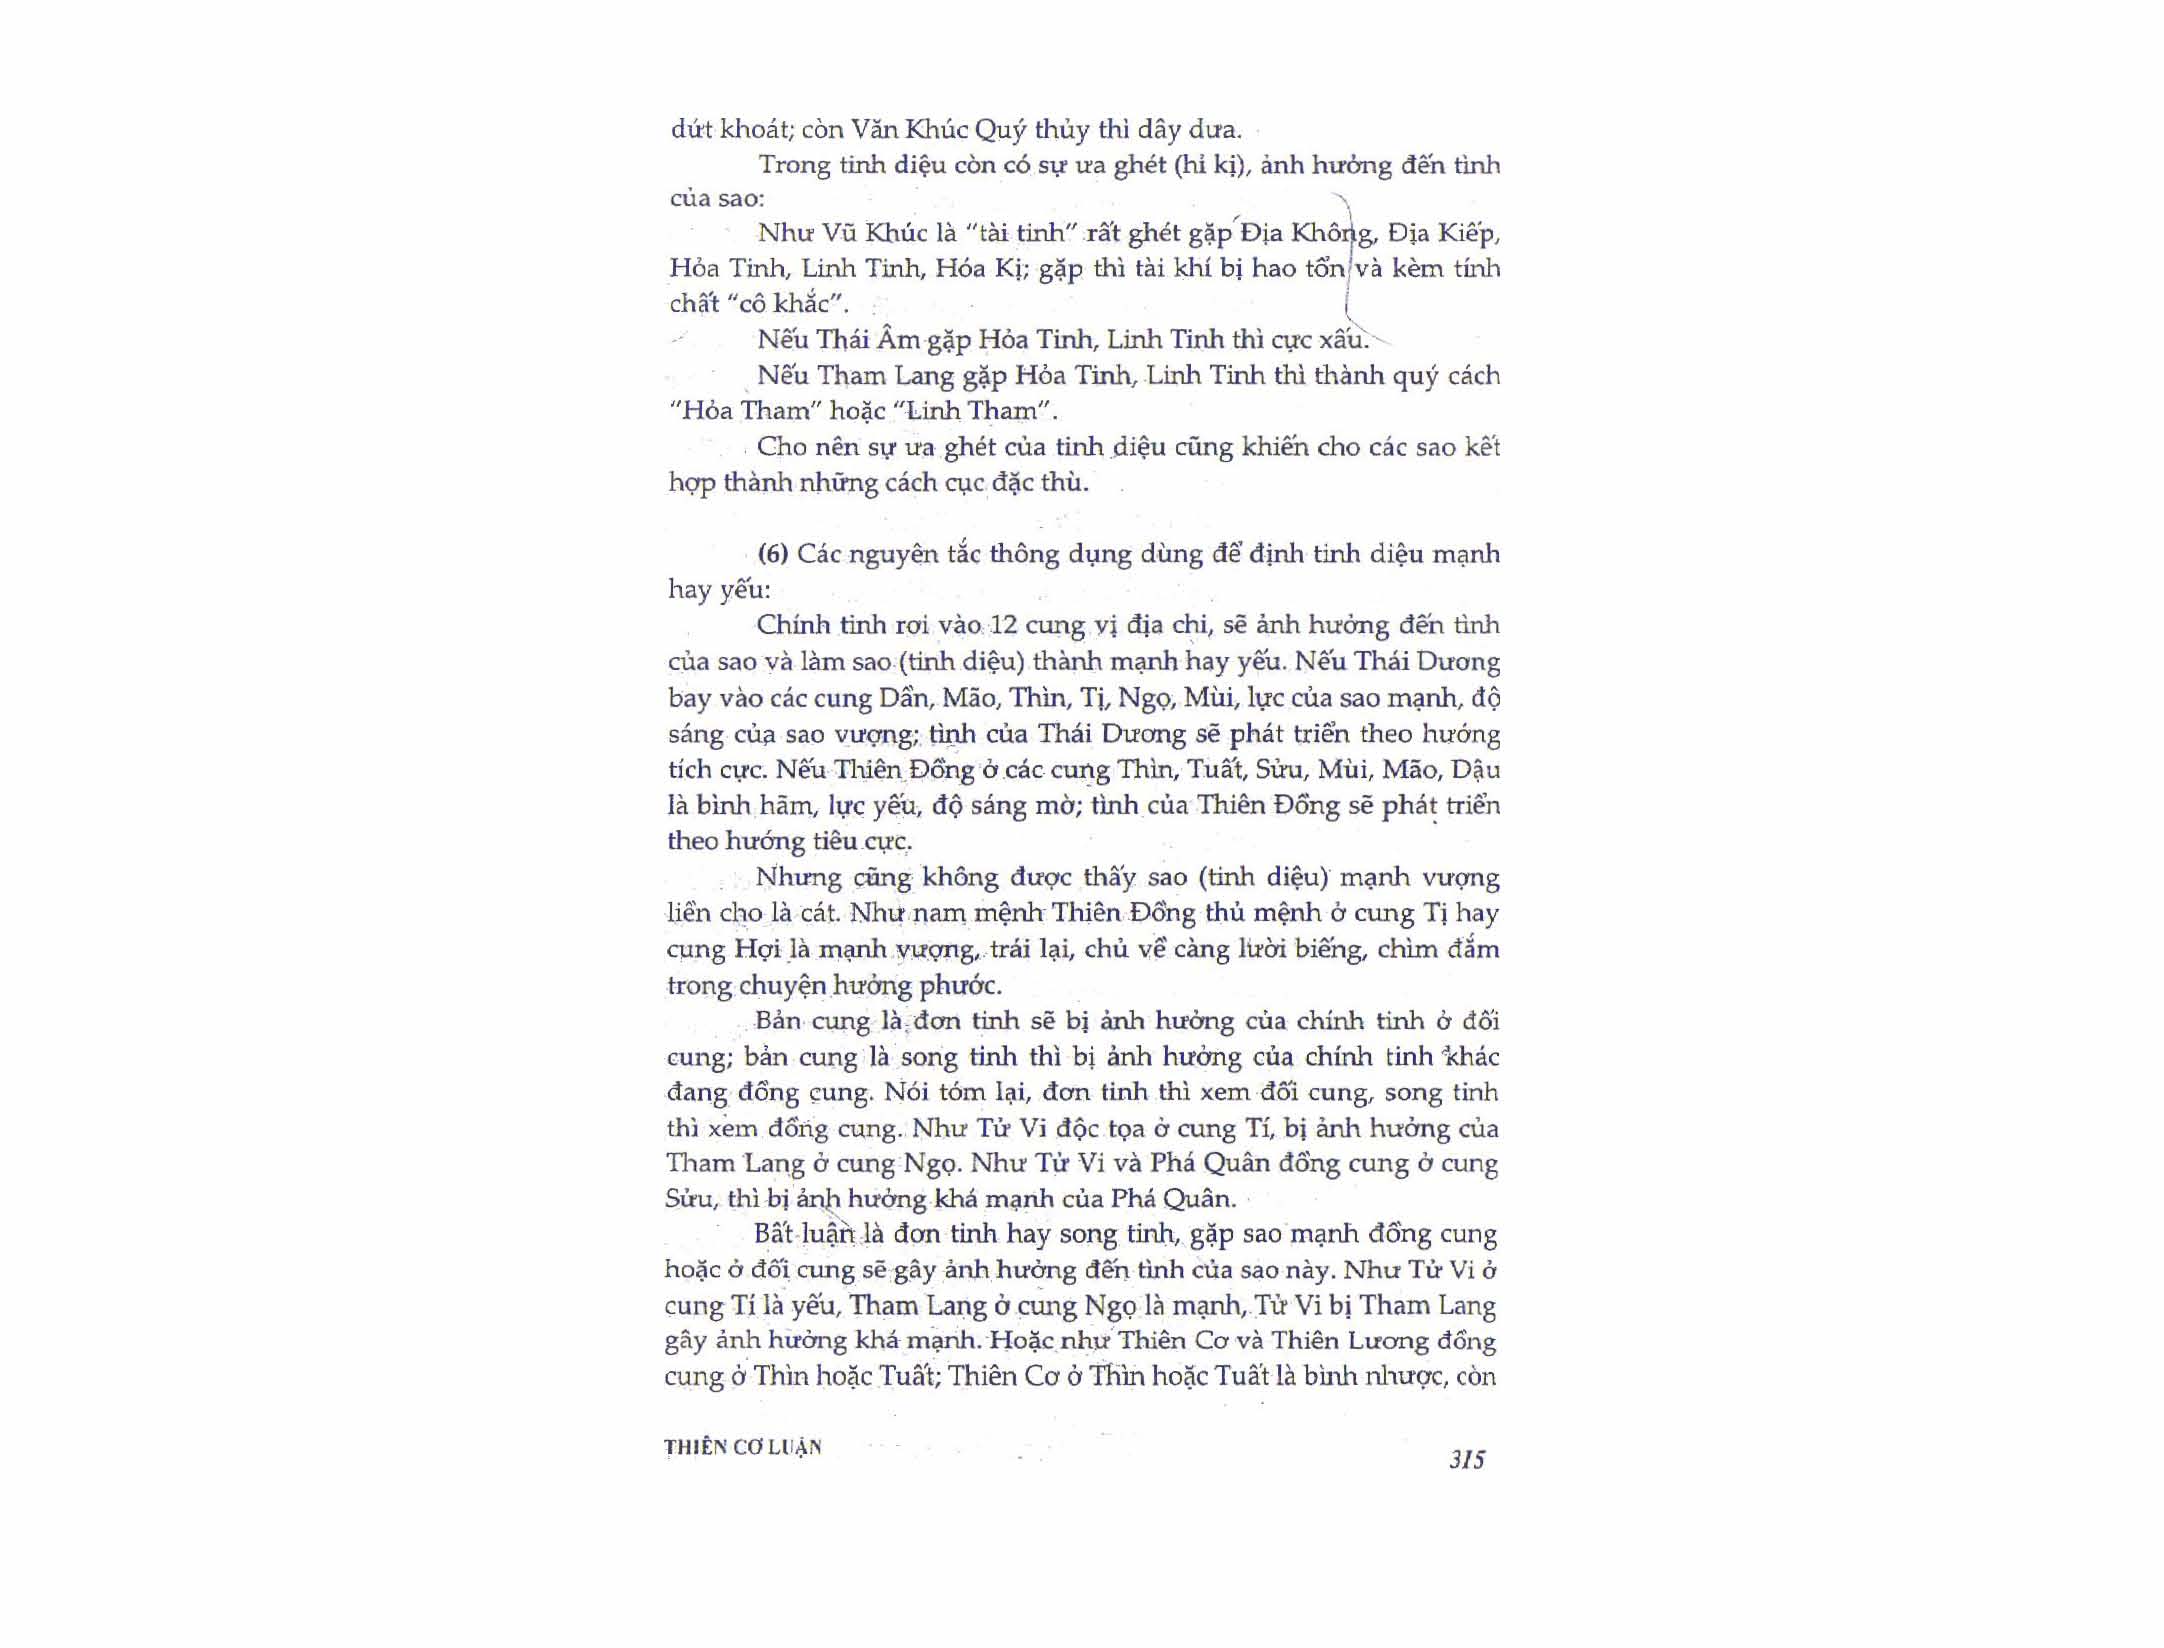 dứt khoát; còn Văn Khúc Quý thủy thì dây dưa.
Trong tinh diệu còn có sự ưa ghét (hỉ kị), ảnh hưởng đến tình
của sao:
Như Vũ Khúc là "tài tinh" rất ghét gặp Địa Không, Địa Kiếp,
Hỏa Tinh, Linh Tinh, Hóa Kị; gặp thì tài khí bị hao tổn và kèm tính
chất "cô khắc".
Nếu Thái Âm gặp Hỏa Tinh, Linh Tinh thì cực xấu.
Nếu Tham Lang gặp Hỏa Tinh, Linh Tinh thì thành quý cách
"Hỏa Tham" hoặc "Linh Tham".
Cho nên sự ưa ghét của tinh diệu cũng khiến cho các sao kết
hợp thành những cách cục đặc thù.
(6) Các nguyên tắc thông dụng dùng để định tinh diệu mạnh
hay yếu:
Chính tinh rơi vào 12 cung vị địa chi, sẽ ảnh hưởng đến tình
của sao và làm sao (tinh diệu) thành mạnh hay yếu. Nếu Thái Dương
bay vào các cung Dần, Mão, Thìn, Tị, Ngọ, Mùi, lực của sao mạnh, độ
sáng của sao vượng; tình của Thái Dương sẽ phát triển theo hướng
tích cực. Nếu Thiên Đồng ở các cung Thìn, Tuất, Sửu, Mùi, Mão, Dậu
là bình hãm, lực yếu, độ sáng mờ; tình của Thiên Đồng sẽ phát triển
theo hướng tiêu cực.
Nhưng cũng không được thấy sao (tinh diệu) mạnh vượng
liền cho là cát. Như nam mệnh Thiên Đồng thủ mệnh ở cung Tị hay
cung Hợi là mạnh vượng, trái lại, chủ về càng lười biếng, chìm đắm
trong chuyện hưởng phước.
Bản cung là đơn tinh sẽ bị ảnh hưởng của chính tinh ở đối
cung; bản cung là song tinh thì bị ảnh hưởng của chính tinh khác
đang đồng cung. Nói tóm lại, đơn tinh thì xem đối cung, song tinh
thì xem đồng cung. Như Tử Vi độc tọa ở cung Tí, bị ảnh hưởng của
Tham Lang ở cung Ngọ. Như Tử Vi và Phá Quân đồng cung ở cung
Sửu, thì bị ảnh hưởng khá mạnh của Phá Quân.
Bất luận là đơn tinh hay song tinh, gặp sao mạnh đồng cung
hoặc ở đối cung sẽ gây ảnh hưởng đến tình của sao này. Như Tử Vi ở
cung Tí là yếu, Tham Lang ở cung Ngọ là mạnh, Tử Vi bị Tham Lang
gây ảnh hưởng khá mạnh. Hoặc như Thiên Cơ và Thiên Lương đồng
cung ở Thìn hoặc Tuất; Thiên Cơ ở Thìn hoặc Tuất là bình nhược, còn
THIÊN CƠ LUẬN
315